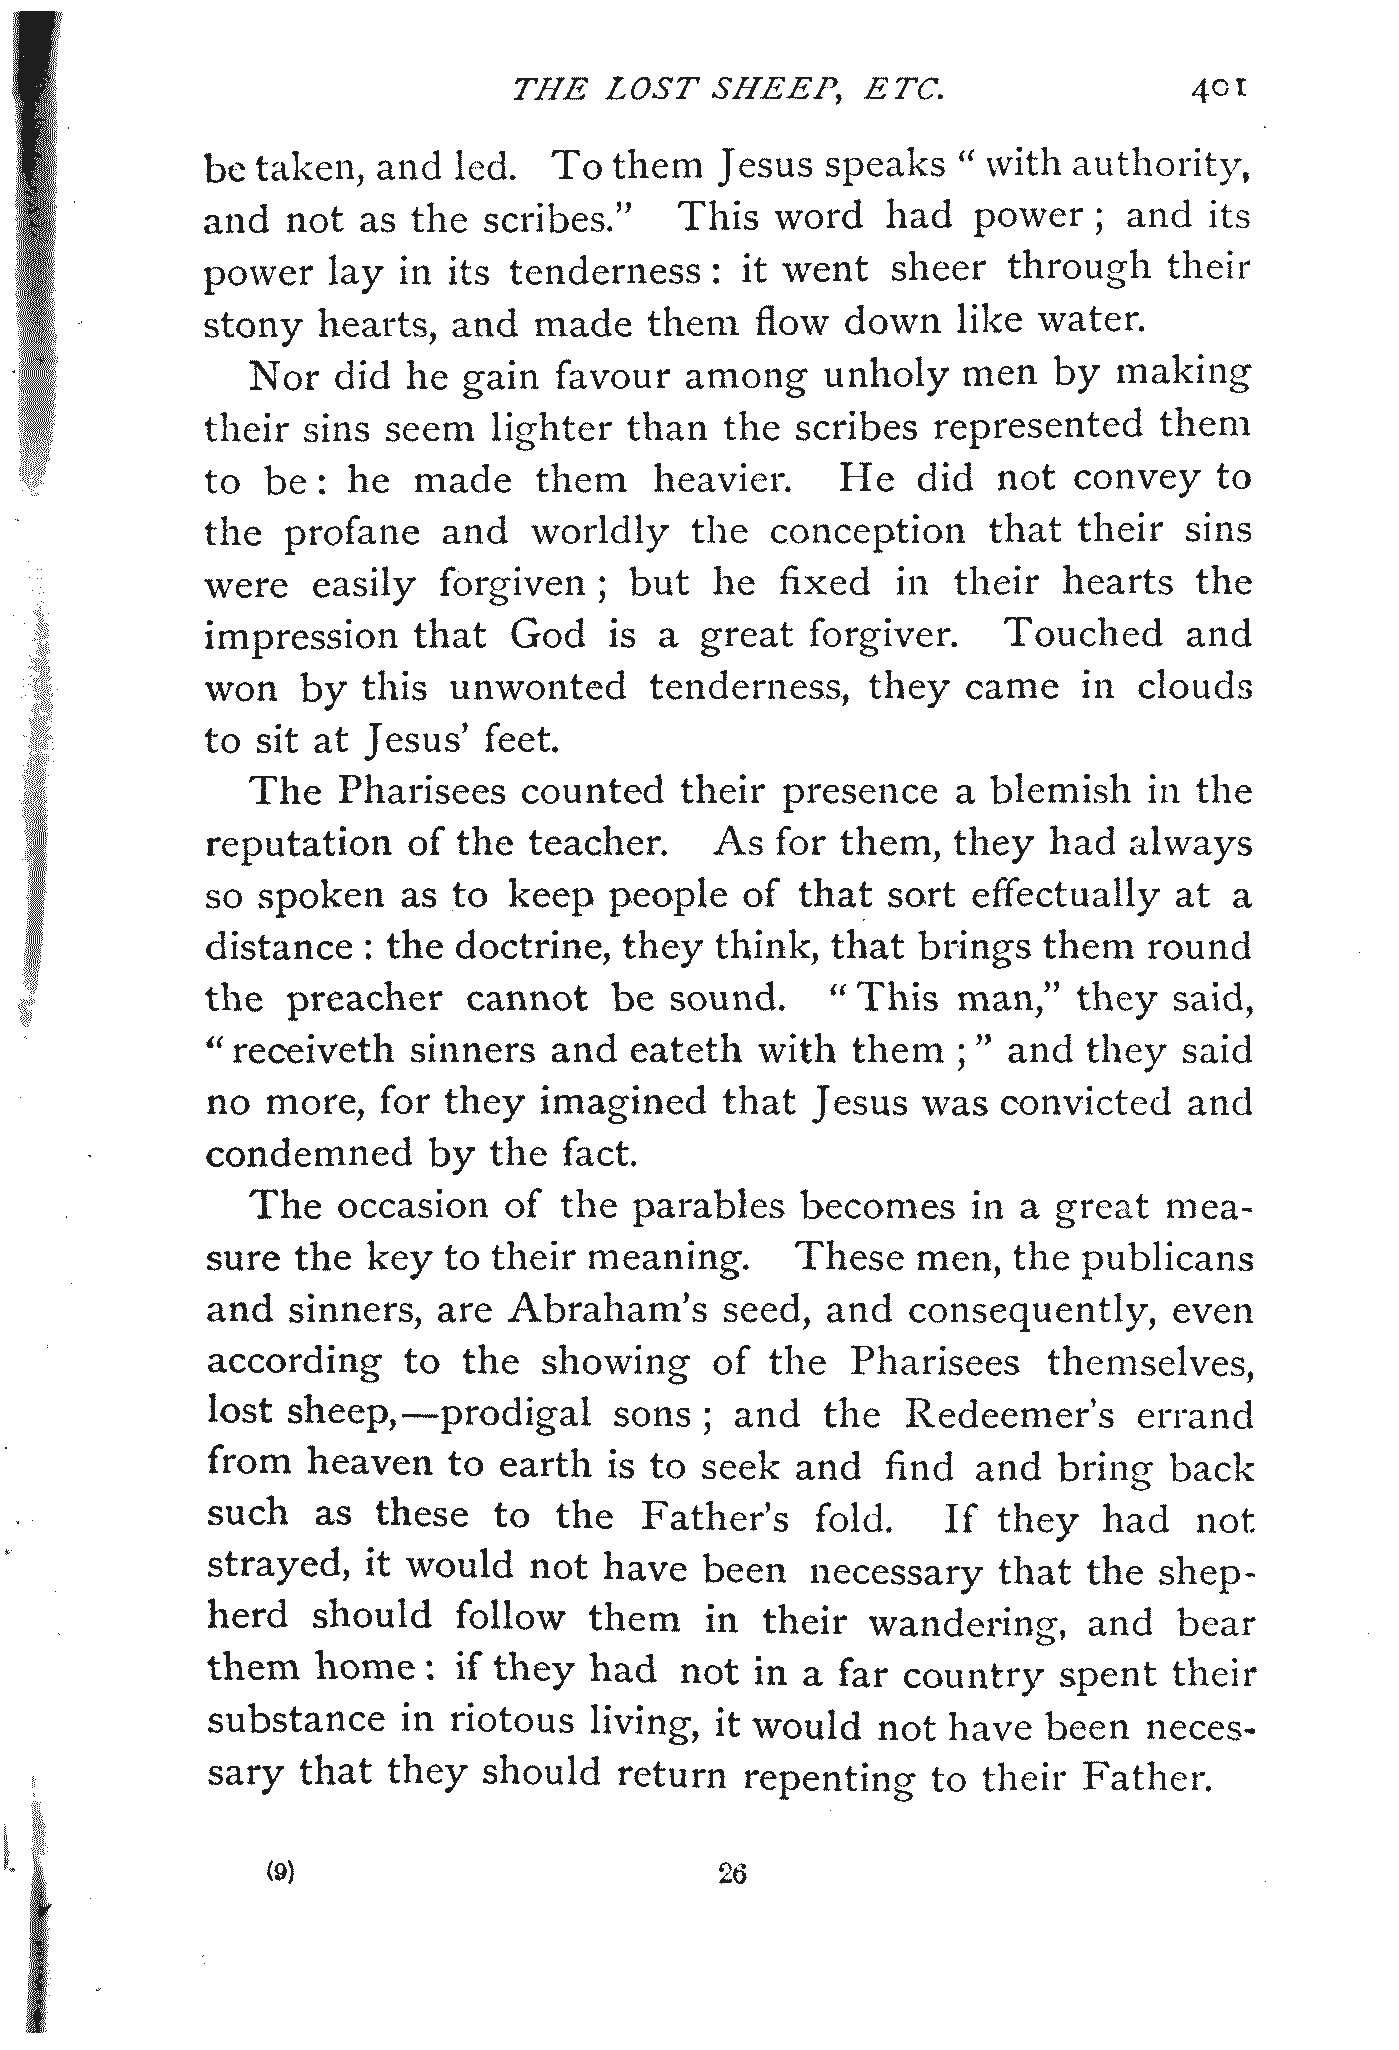 THE LOST SHEEP, ETC. 401
be taken, and led. To them Jesus speaks “ with authority,
and not as the scribes.” This word had power ; and its
power lay in its tenderness : it went sheer through their
stony hearts, and made them flow down like water.
Nor did he gain favour among unholy men by making
their sins seem lighter than the scribes represented them
to be : he made them heavier. He did not convey to
the profane and worldly the conception that their sins
were easily forgiven ; but he fixed in their hearts the
impression that God is a great forgiver. Touched and
won by this unwonted tenderness, they came in clouds
to sit at Jesus’ feet.
The Pharisees counted their presence a blemish in the
reputation of the teacher. As for them, they had always
so spoken as to keep people of that sort effectually at a
distance : the doctrine, they think, that brings them round
the preacher cannot be sound. “ This man,” they said,
“ receiveth sinners and eateth with them ; ” and they said
no more, for they imagined that Jesus was convicted and
condemned by the fact.
The occasion of the parables becomes in a great mea-
sure the key to their meaning. These men, the publicans
and sinners, are Abraham’s seed, and consequently, even
according to the showing of the Pharisees themselves,
lost sheep,—prodigal sons ; and the Redeemer’s errand
from heaven to earth is to seek and find and bring back
such as these to the Father’s fold. If they had not
strayed, it would not have been necessary that the shep-
herd should follow them in their wandering, and bear
them home : if they had not in a far country spent their
substance in riotous living, it would not have been neces-
sary that they should return repenting to their Father.
(9) 26